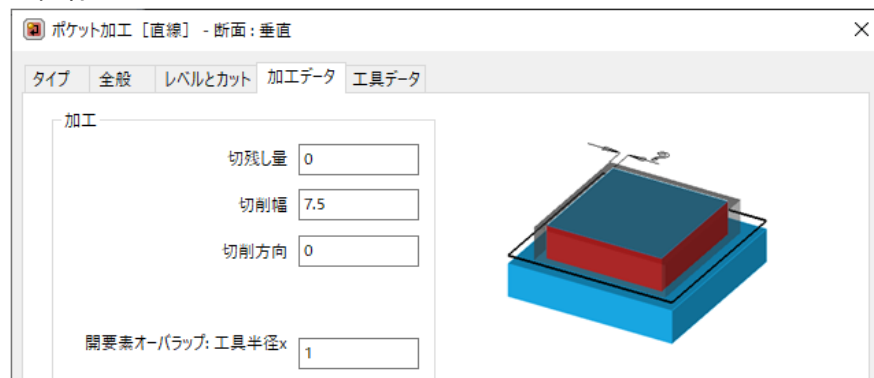 ポケット加工［直線］ - 断面 : 垂直
タイプ 全般 レベルとカット 加工データ 工具データ
加工
切残し量 0
切削幅 7.5
切削方向 0
開要素オーバラップ: 工具半径x 1